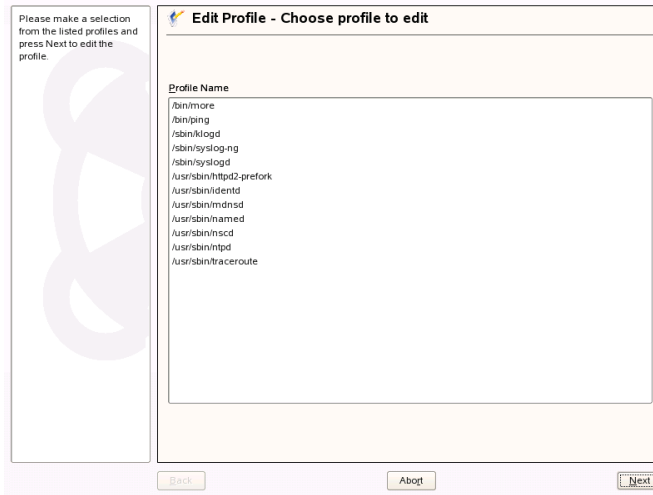 Please make a selection
from the listed profiles and
press Next to edit the
profile.
Edit Profile - Choose profile to edit
Profile Name
/bin/more
/bin/ping
/sbin/klogd
/sbin/syslog-ng
/sbin/syslogd
/usr/sbin/httpd2-prefork
/usr/sbin/identd
/usr/sbin/mdnsd
/usr/sbin/named
/usr/sbin/nscd
/usr/sbin/ntpd
/usr/sbin/traceroute
Back
Abort
Next